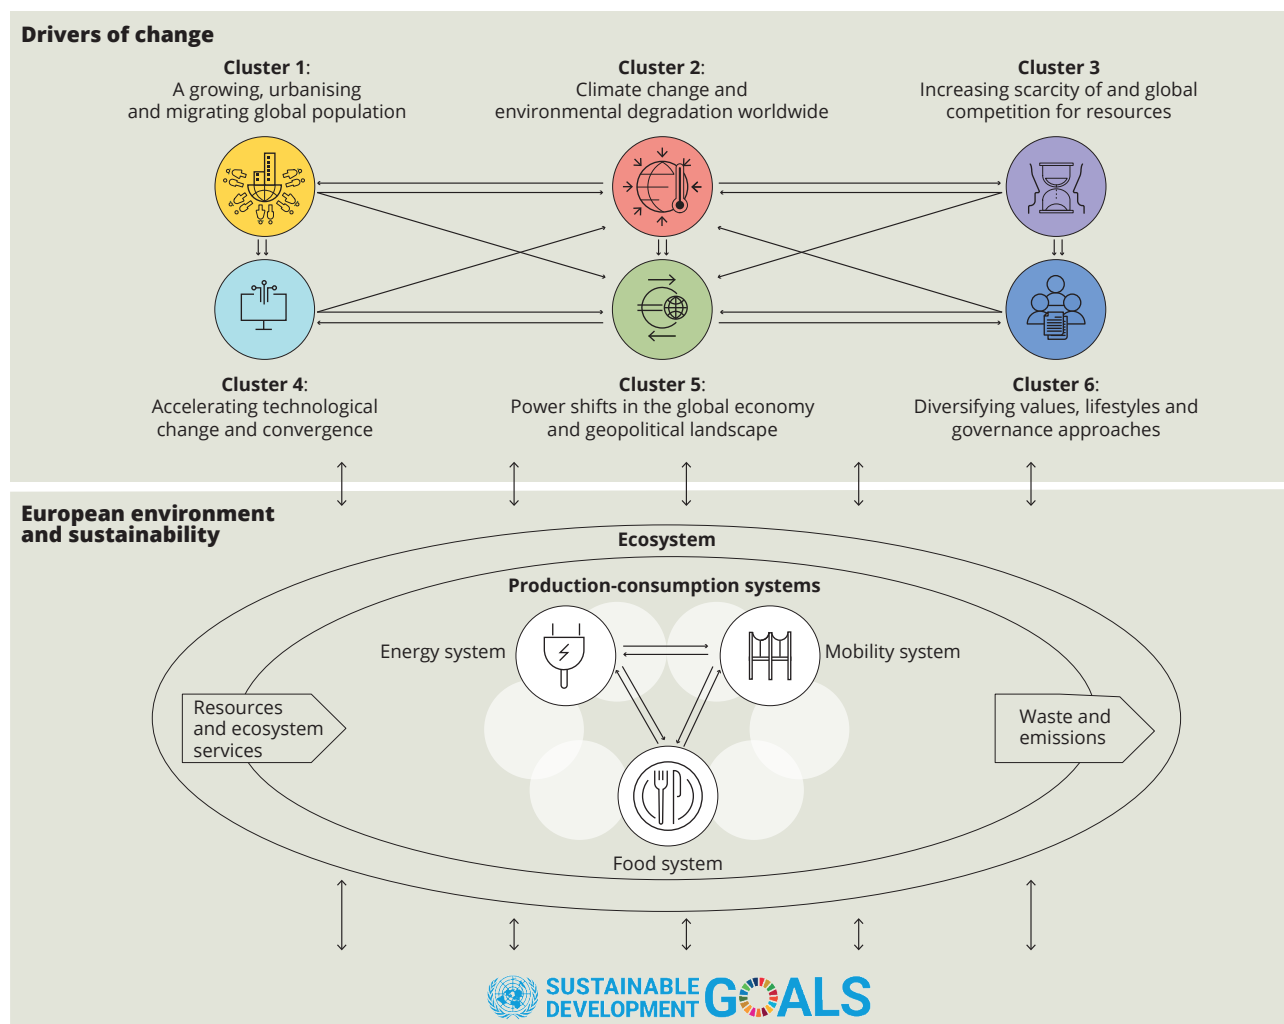 Drivers of change
Cluster 1:
A growing, urbanising
and migrating global population
Cluster 2:
Climate change and
environmental degradation worldwide
Cluster 3
Increasing scarcity of and global
competition for resources
Cluster 4:
Accelerating technological
change and convergence
Cluster 5:
Power shifts in the global economy
and geopolitical landscape
Cluster 6:
Diversifying values, lifestyles and
governance approaches
European environment
and sustainability
Ecosystem
Production-consumption systems
Energy system
Mobility system
Resources
and ecosystem
services
Waste and
emissions
Food system
SUSTAINABLE
DEVELOPMENT
GOALS